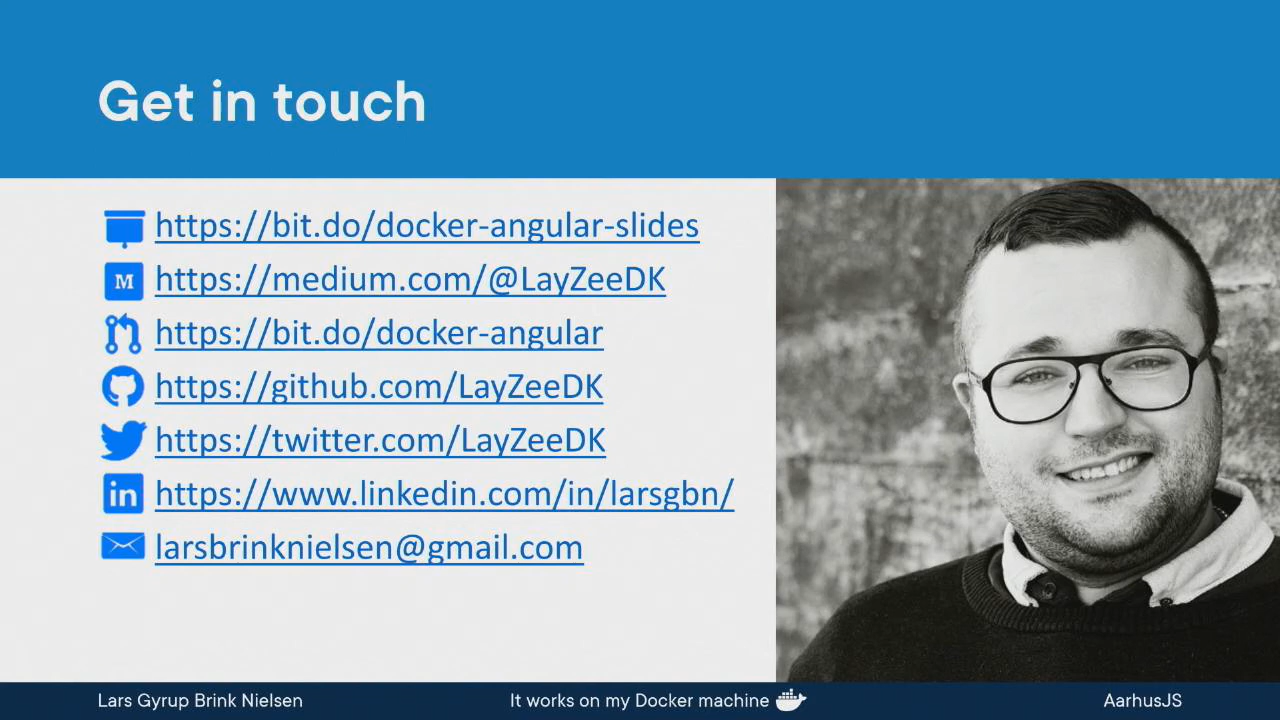 Get in touch
https://bit.do/docker-angular-slides
M
https://medium.com/@LayZeeDK
https://bit.do/docker-angular
https://github.com/LayZeeDK
https://twitter.com/LayZeeDK
in
https://www.linkedin.com/in/larsgbn/
larsbrinknielsen@gmail.com
Lars Gyrup Brink Nielsen
It works on my Docker machine
AarhusJS